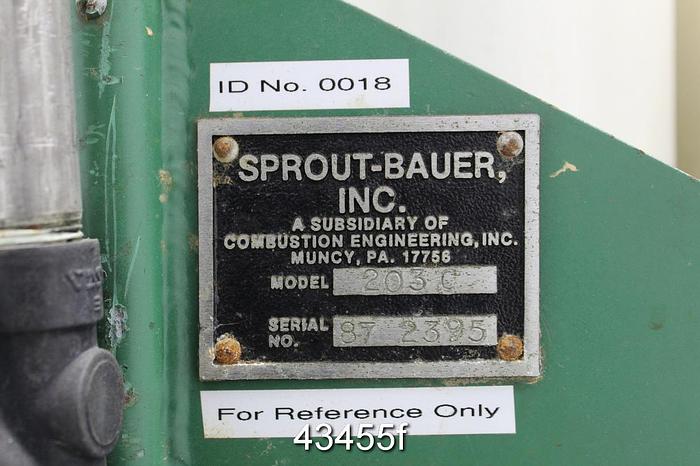 ID No. 0018
SPROUT-BAUER,
INC.
A SUBSIDIARY OF
COMBUSTION ENGINEERING, INC.
MUNCY, PA. 17756
MODEL 203 C
SERIAL NO. 87 2395
For Reference Only
43455f